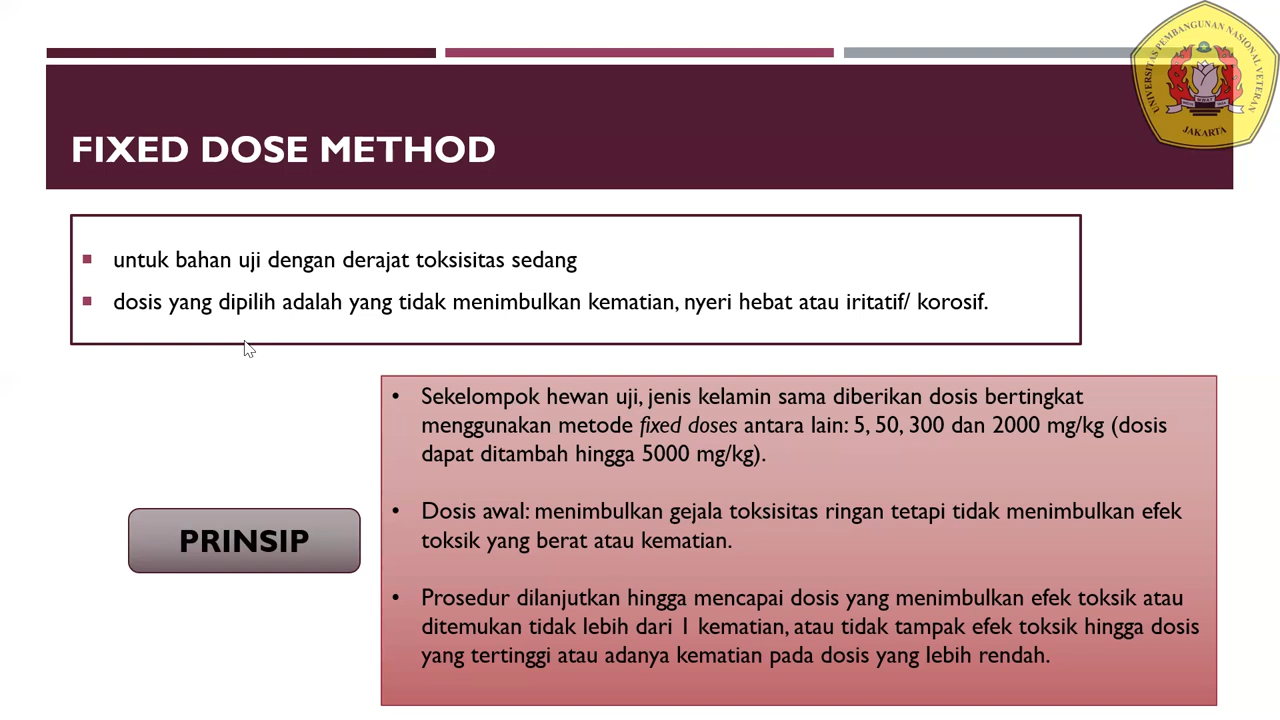 UNIVERSITAS PEMBANGUNAN NASIONAL VETERAN
JAKARTA
FIXED DOSE METHOD
untuk bahan uji dengan derajat toksisitas sedang
dosis yang dipilih adalah yang tidak menimbulkan kematian, nyeri hebat atau iritatif/ korosif.
PRINSIP
• Sekelompok hewan uji, jenis kelamin sama diberikan dosis bertingkat
menggunakan metode fixed doses antara lain: 5, 50, 300 dan 2000 mg/kg (dosis
dapat ditambah hingga 5000 mg/kg).
• Dosis awal: menimbulkan gejala toksisitas ringan tetapi tidak menimbulkan efek
toksik yang berat atau kematian.
• Prosedur dilanjutkan hingga mencapai dosis yang menimbulkan efek toksik atau
ditemukan tidak lebih dari 1 kematian, atau tidak tampak efek toksik hingga dosis
yang tertinggi atau adanya kematian pada dosis yang lebih rendah.